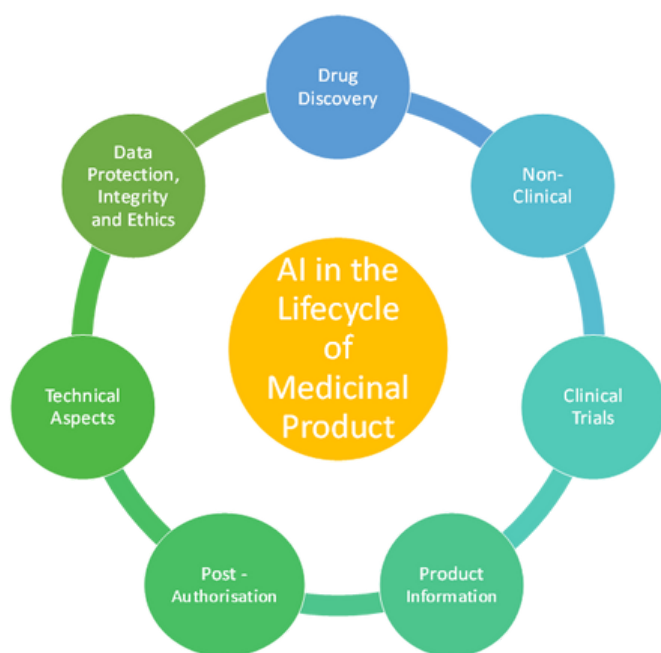 Drug
Discovery
Non-
Clinical
Clinical
Trials
Product
Information
Post -
Authorisation
Technical
Aspects
Data
Protection,
Integrity
and Ethics
AI in the
Lifecycle
of
Medicinal
Product